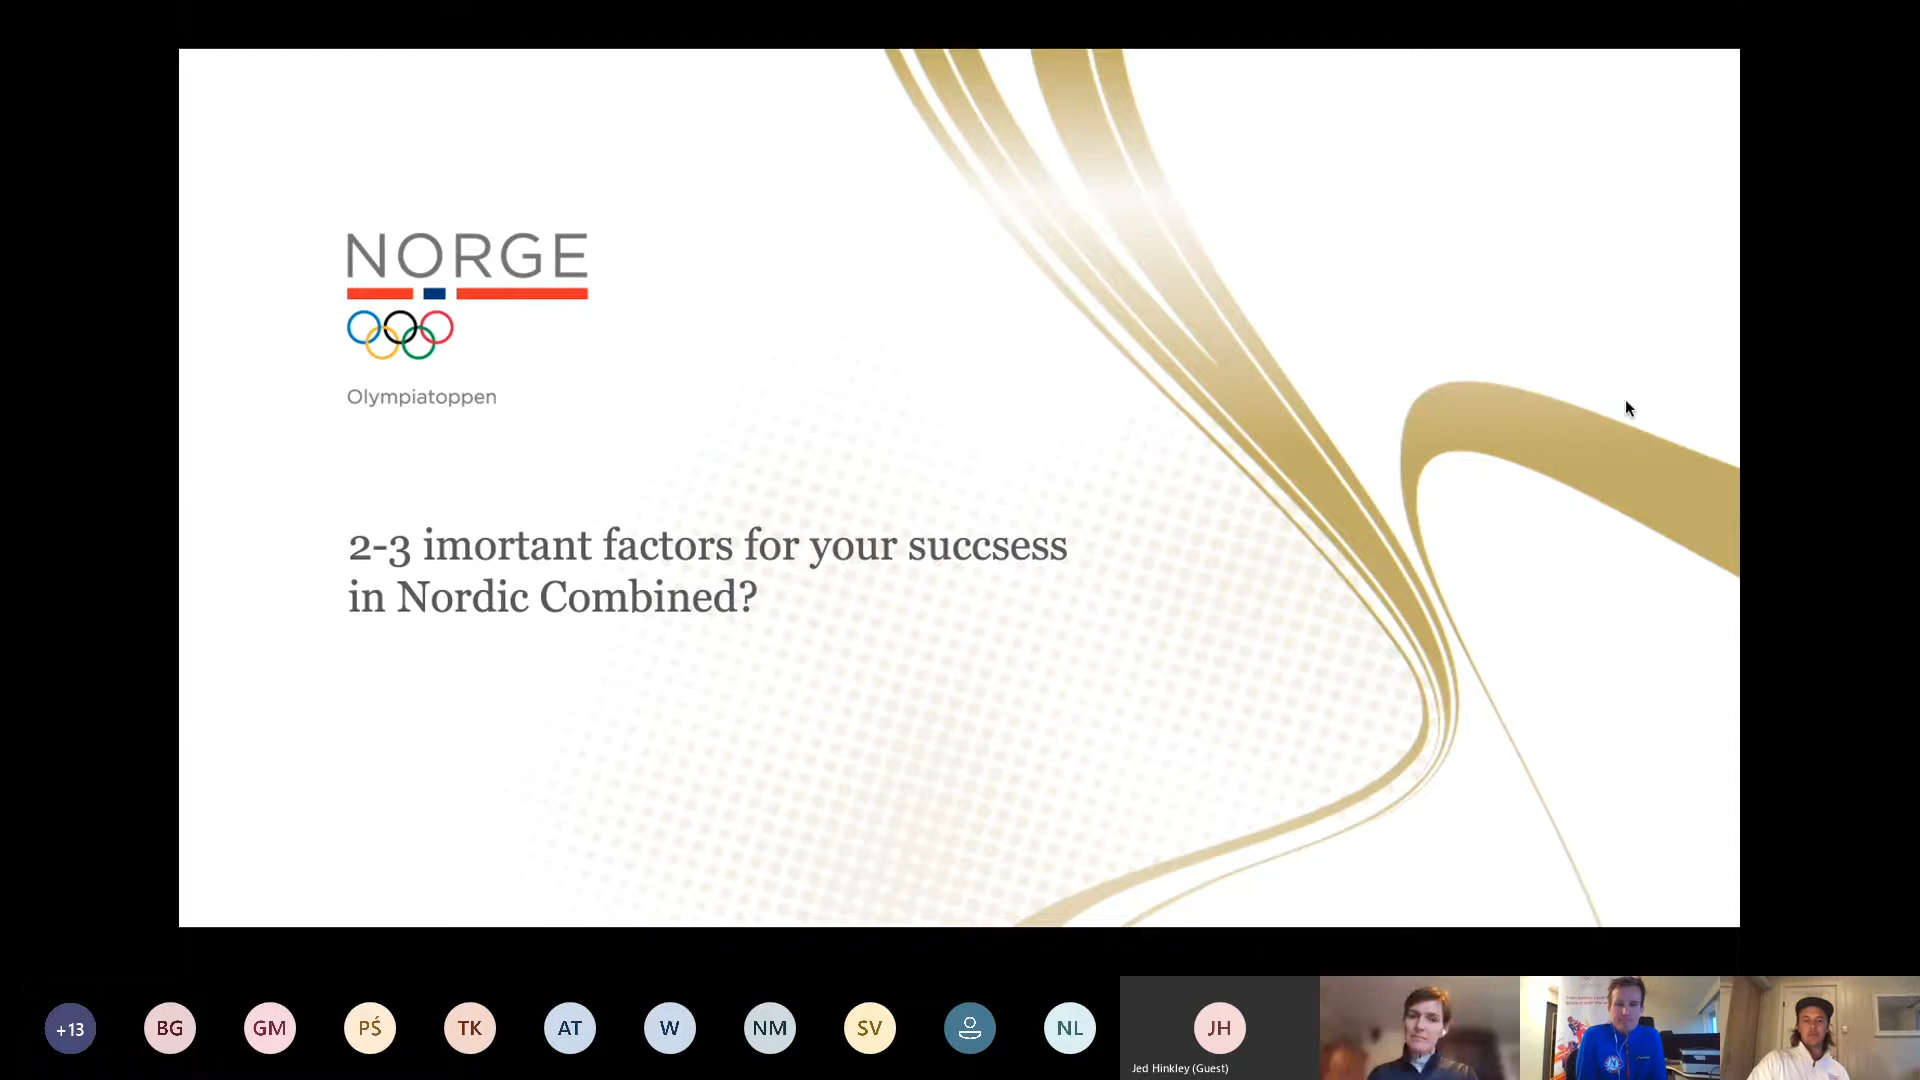 NORGE
Olympiatoppen
2-3 imortant factors for your succsess
in Nordic Combined?
+13
BG
GM
PŚ
TK
AT
W
NM
SV
NL
JH
Jed Hinkley (Guest)